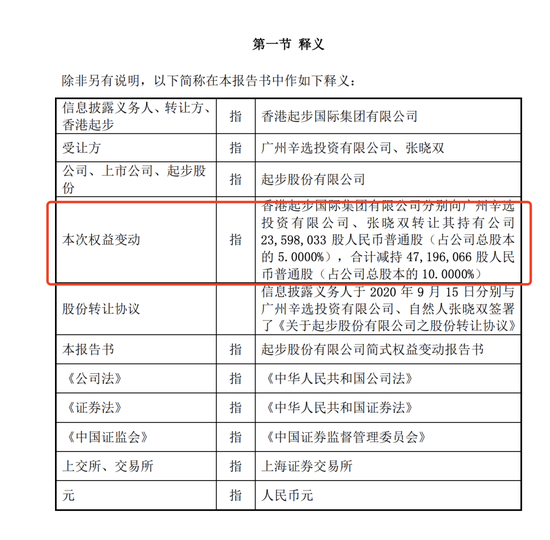 第一节 释义
除非另有说明，以下简称在本报告书中作如下释义：
信息披露义务人、转让方、
香港起步
指
香港起步国际集团有限公司
受让方
指
广州辛选投资有限公司、张晓双
公司、上市公司、起步股
份
指
起步股份有限公司
本次权益变动
指
香港起步国际集团有限公司分别向广州辛选
投资有限公司、张晓双转让其持有公司
23,598,033 股人民币普通股（占公司总股本
的 5.0000%），合计减持 47,196,066 股人民
币普通股（占公司总股本的 10.0000%）
股份转让协议
指
信息披露义务人于 2020 年 9 月 15 日分别与
广州辛选投资有限公司、自然人张晓双签署
了《关于起步股份有限公司之股份转让协议》
本报告书
指
起步股份有限公司简式权益变动报告书
《公司法》
指
《中华人民共和国公司法》
《证券法》
指
《中华人民共和国证券法》
《中国证监会》
指
《中国证券监督管理委员会》
上交所、交易所
指
上海证券交易所
元
指
人民币元